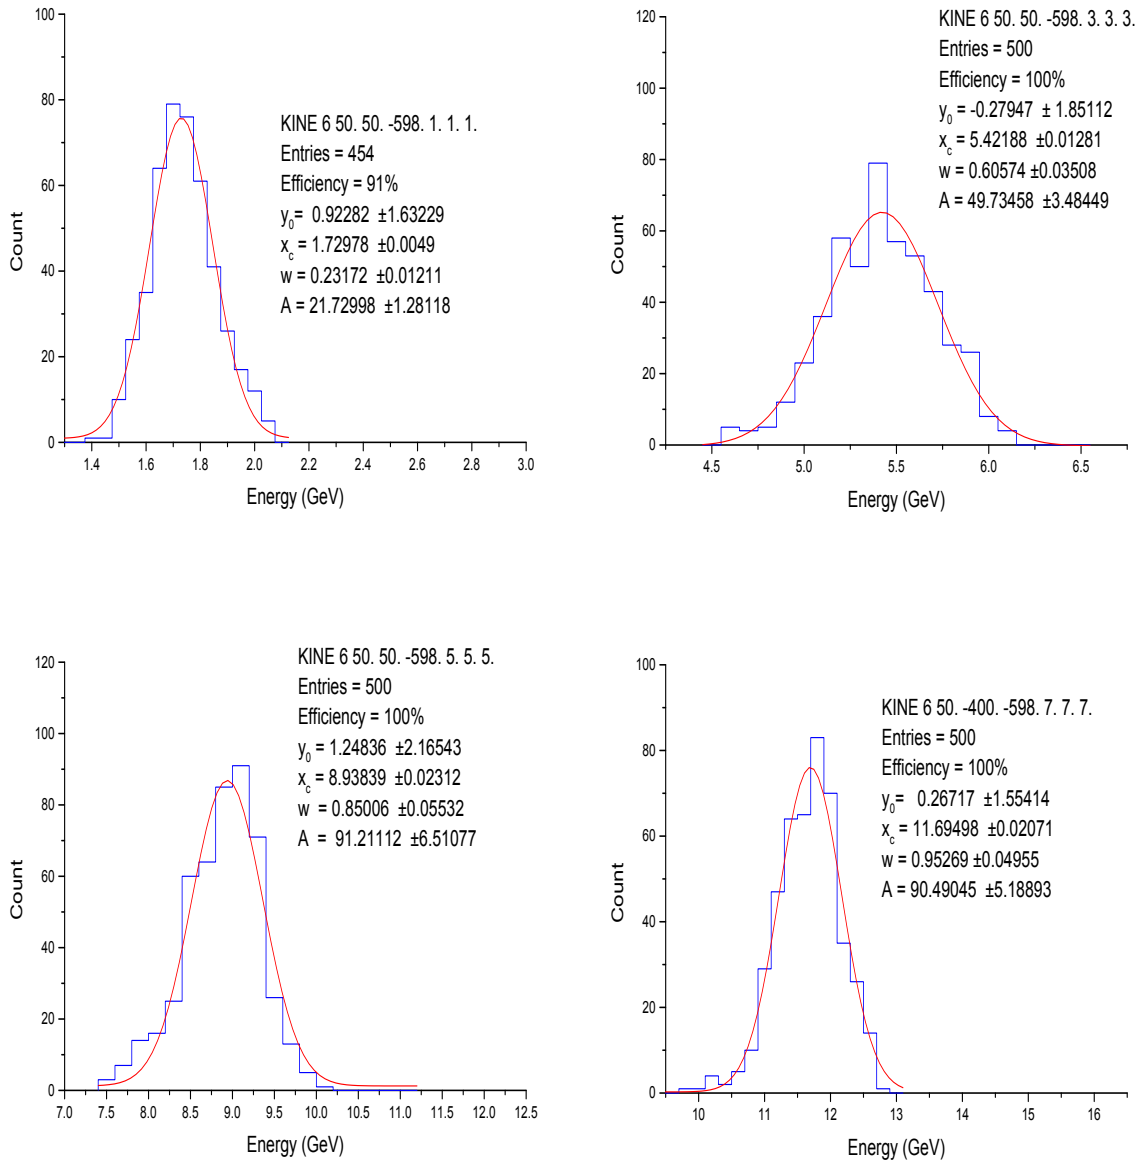 100
80
60
40
20
0
Count
1.4 1.6 1.8 2.0 2.2 2.4 2.6 2.8 3.0
Energy (GeV)
KINE 6 50. 50. -598. 1. 1. 1.
Entries = 454
Efficiency = 91%
y0= 0.92282 ±1.63229
xc = 1.72978 ±0.0049
w = 0.23172 ±0.01211
A = 21.72998 ±1.28118
120
100
80
60
40
20
0
Count
4.5 5.0 5.5 6.0 6.5
Energy (GeV)
KINE 6 50. 50. -598. 3. 3. 3.
Entries = 500
Efficiency = 100%
y0 = -0.27947 ± 1.85112
xc = 5.42188 ±0.01281
w = 0.60574 ±0.03508
A = 49.73458 ±3.48449
120
100
80
60
40
20
0
Count
7.0 7.5 8.0 8.5 9.0 9.5 10.0 10.5 11.0 11.5 12.0 12.5
Energy (GeV)
KINE 6 50. 50. -598. 5. 5. 5.
Entries = 500
Efficiency = 100%
y0 = 1.24836 ±2.16543
xc = 8.93839 ±0.02312
w = 0.85006 ±0.05532
A = 91.21112 ±6.51077
100
80
60
40
20
0
Count
10 11 12 13 14 15 16
Energy (GeV)
KINE 6 50. -400. -598. 7. 7. 7.
Entries = 500
Efficiency = 100%
y0= 0.26717 ±1.55414
xc = 11.69498 ±0.02071
w = 0.95269 ±0.04955
A = 90.49045 ±5.18893